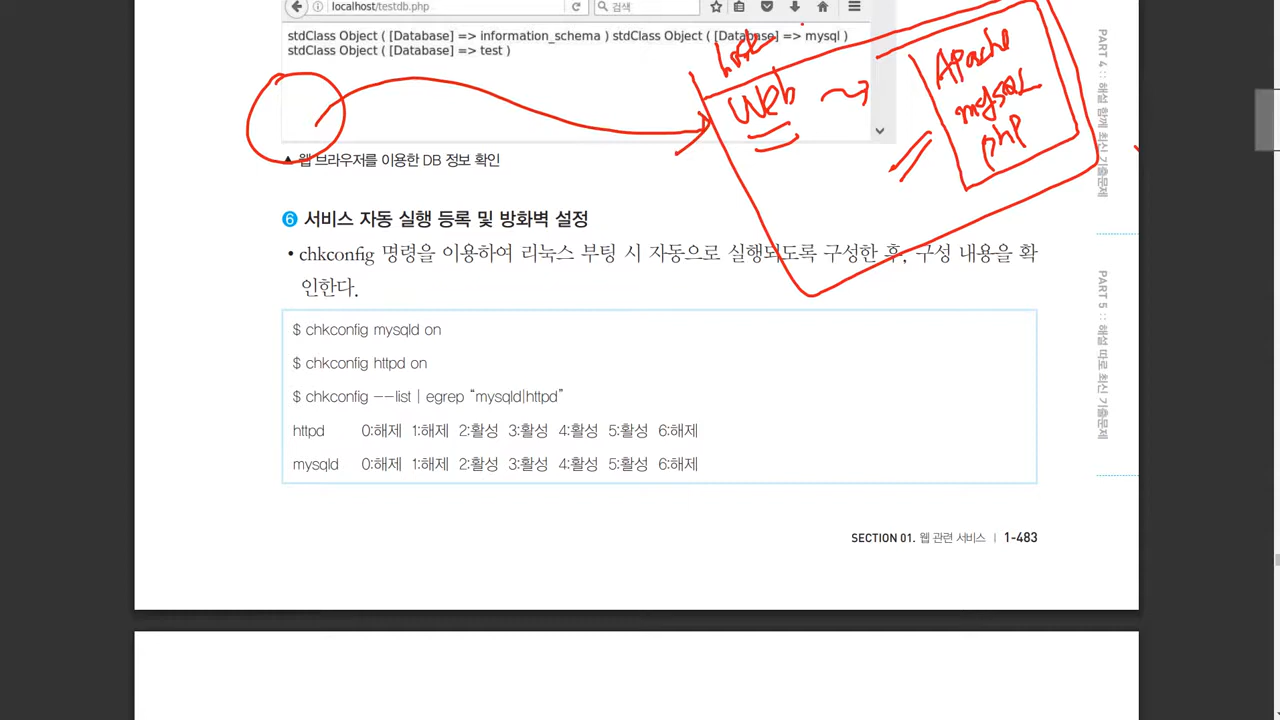 localhost/testdb.php
검색
stdClass Object ( [Database] => information_schema ) stdClass Object ( [Database] => mysql )
stdClass Object ( [Database] => test )
Web
Apache
mysQL
php
▲ 웹 브라우저를 이용한 DB 정보 확인
6 서비스 자동 실행 등록 및 방화벽 설정
• chkconfig 명령을 이용하여 리눅스 부팅 시 자동으로 실행되도록 구성한 후, 구성 내용을 확
인한다.
$ chkconfig mysqld on
$ chkconfig httpd on
$ chkconfig --list | egrep “mysqld|httpd”
httpd 0:해제 1:해제 2:활성 3:활성 4:활성 5:활성 6:해제
mysqld 0:해제 1:해제 2:활성 3:활성 4:활성 5:활성 6:해제
SECTION 01. 웹 관련 서비스 | 1-483
PART 4 :: 해설 함께 최신 기출문제
PART 5 :: 해설 따로 최신 기출문제